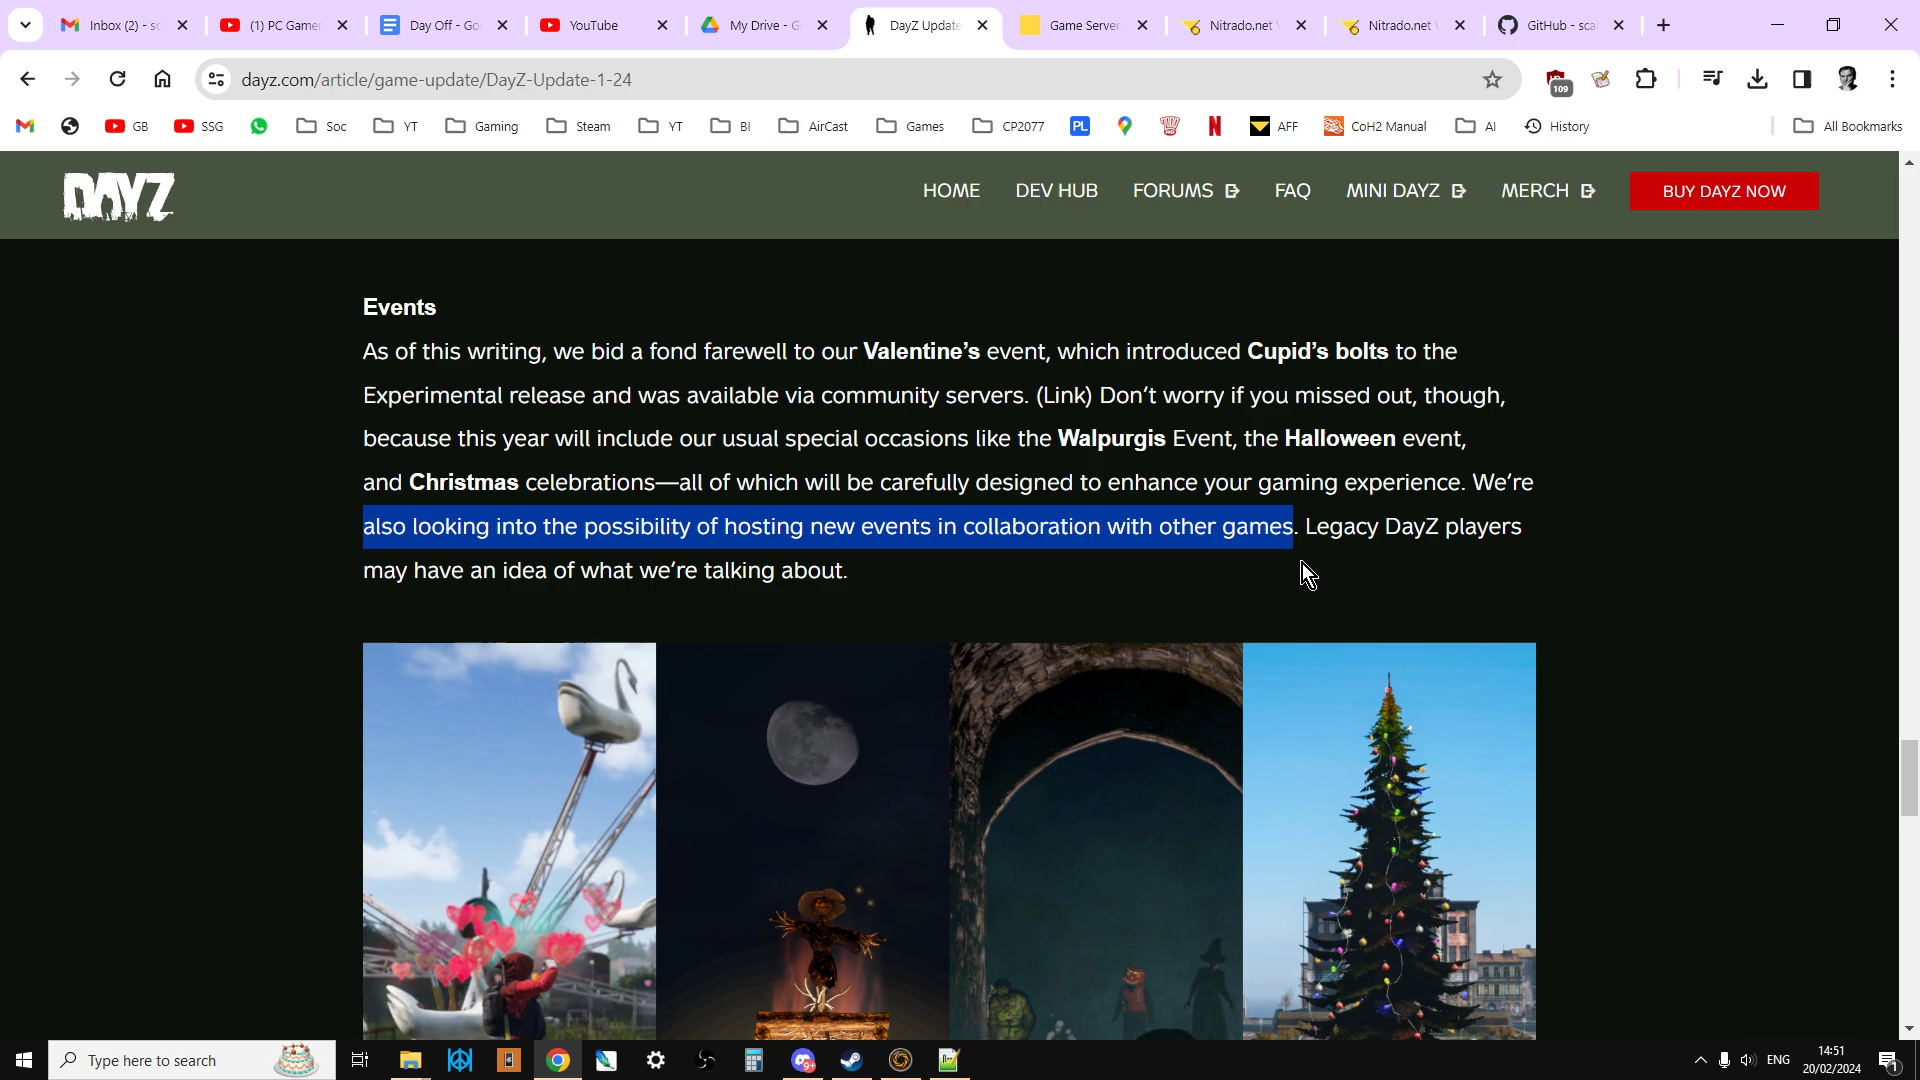 Inbox (2) - sc
(1) PC Game
Day Off - Go
YouTube
My Drive - G
DayZ Update
Game Server
Nitrado.net
Nitrado.net
GitHub - sca
dayz.com/article/game-update/DayZ-Update-1-24
109
GB
SSG
Soc
YT
Gaming
Steam
YT
BI
AirCast
Games
CP2077
PL
AFF
CoH2 Manual
AI
History
All Bookmarks
DAYZ
HOME
DEV HUB
FORUMS
FAQ
MINI DAYZ
MERCH
BUY DAYZ NOW
Events
As of this writing, we bid a fond farewell to our Valentine’s event, which introduced Cupid’s bolts to the
Experimental release and was available via community servers. (Link) Don’t worry if you missed out, though,
because this year will include our usual special occasions like the Walpurgis Event, the Halloween event,
and Christmas celebrations—all of which will be carefully designed to enhance your gaming experience. We’re
also looking into the possibility of hosting new events in collaboration with other games. Legacy DayZ players
may have an idea of what we’re talking about.
Type here to search
ENG
14:51
20/02/2024
1